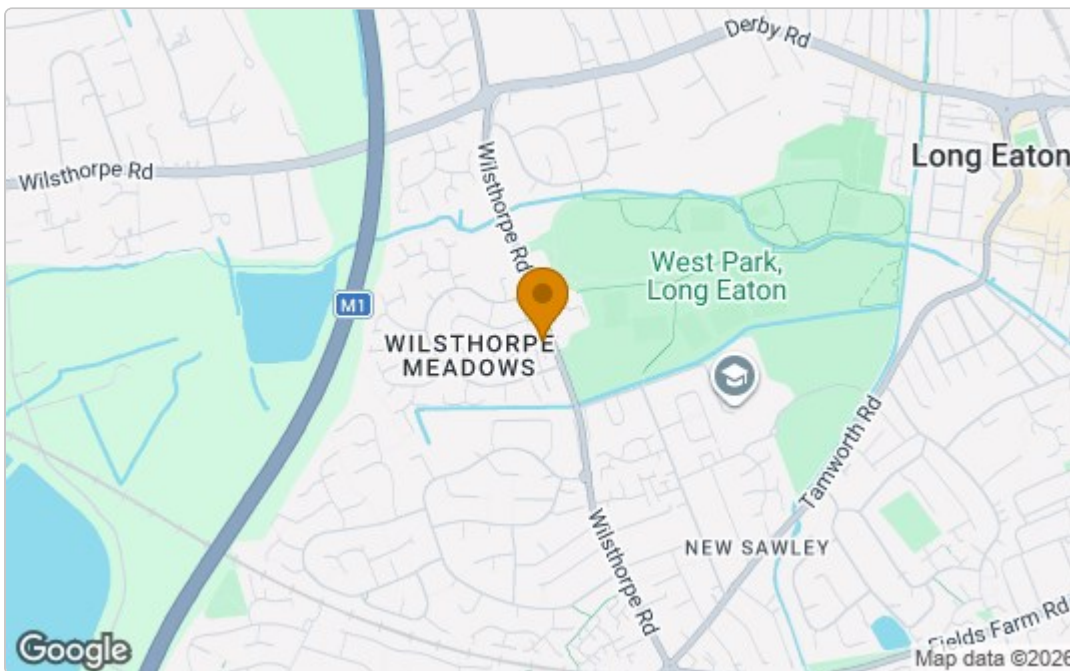 Derby Rd
Wilsthorpe Rd
Long Eaton
Wilsthorpe Rd
West Park,
Long Eaton
M1
WILSTHORPE
MEADOWS
Tamworth Rd
Wilsthorpe Rd
NEW SAWLEY
Fields Farm Rd
Google
Map data ©2026